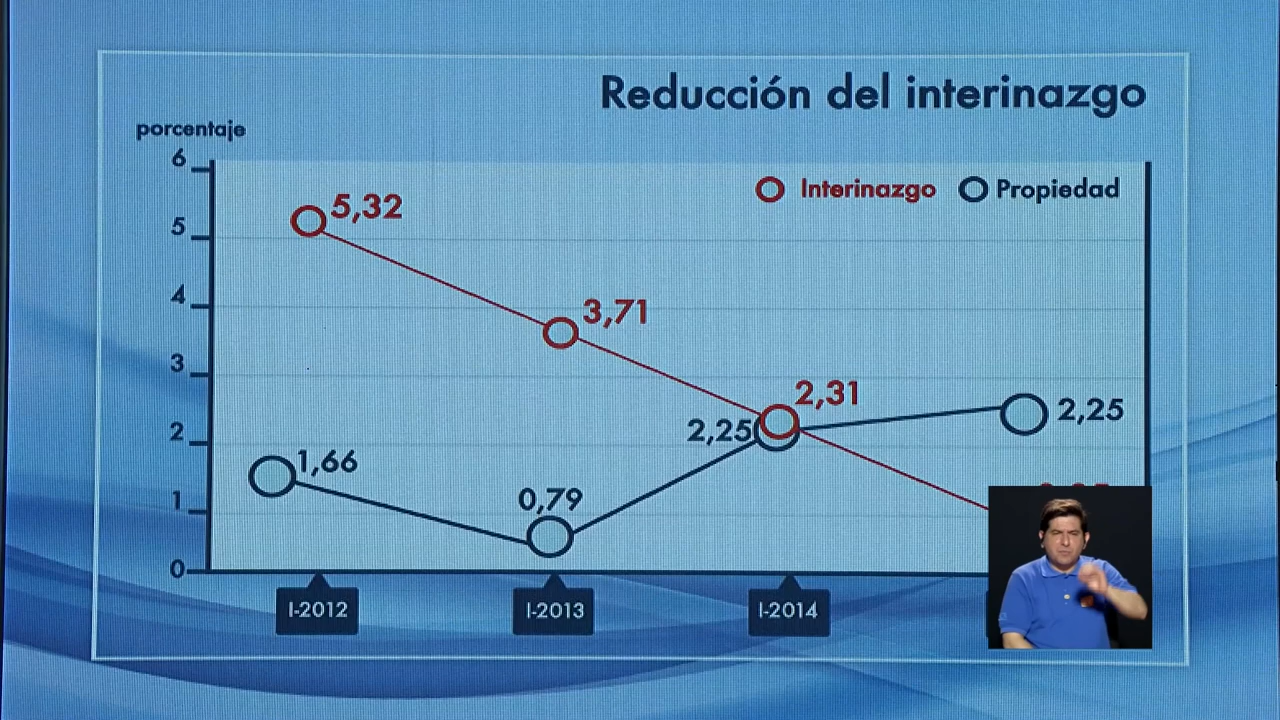 Reducción del interinazgo
porcentaje
6
5
4
3
2
1
0
Interinazgo
Propiedad
5,32
3,71
2,31
2,25
2,25
1,66
0,79
I-2012
I-2013
I-2014